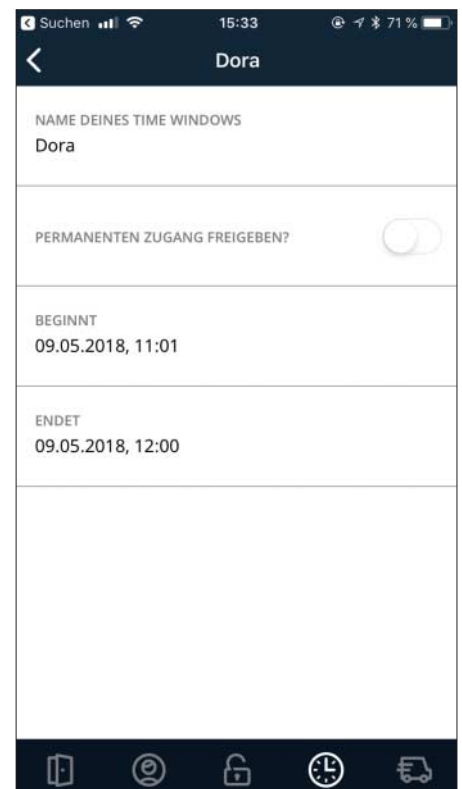 Suchen 15:33 71 %
Dora
NAME DEINES TIME WINDOWS
Dora
PERMANENTEN ZUGANG FREIGEBEN?
BEGINNT
09.05.2018, 11:01
ENDET
09.05.2018, 12:00